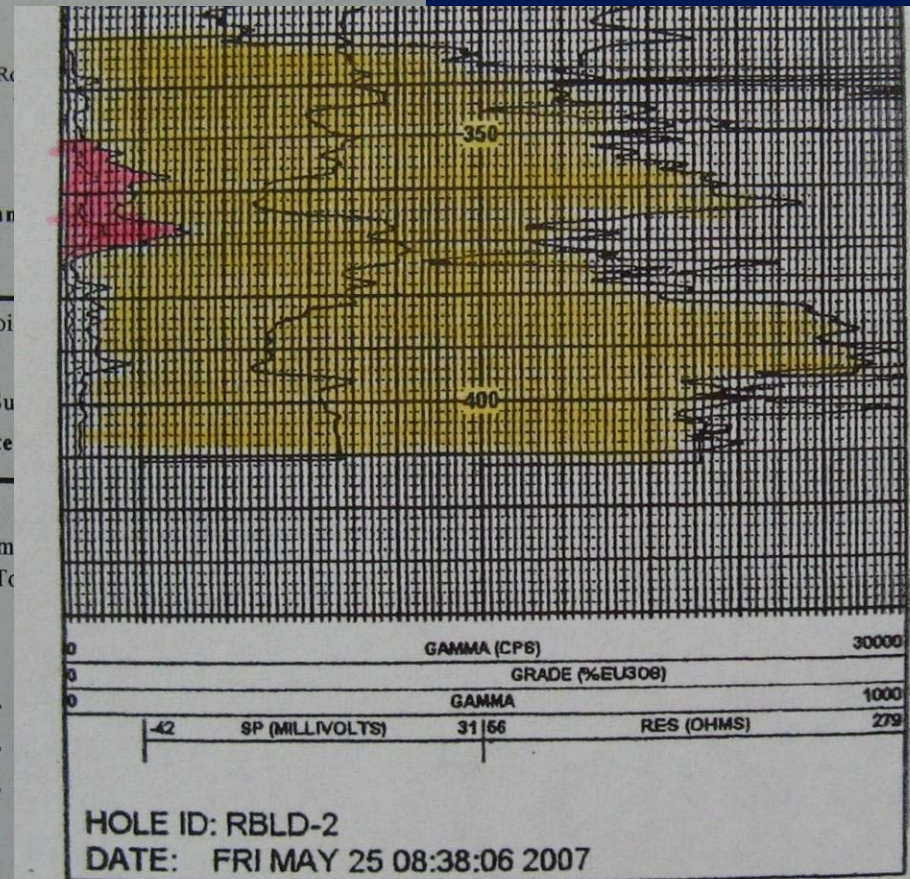 350
400
0 GAMMA (CPS) 30000
0 GRADE (%EU3O8)
0 GAMMA 1000
-42 SP (MILLIVOLTS) 31 56 RES (OHMS) 279
HOLE ID: RBLD-2
DATE: FRI MAY 25 08:38:06 2007